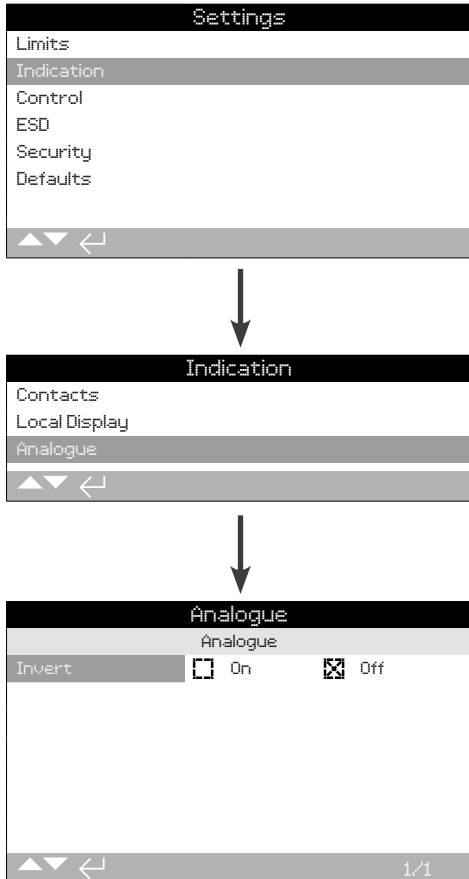 Settings
Limits
Indication
Control
ESD
Security
Defaults
Indication
Contacts
Local Display
Analogue
Analogue
Analogue
Invert On Off
1/1